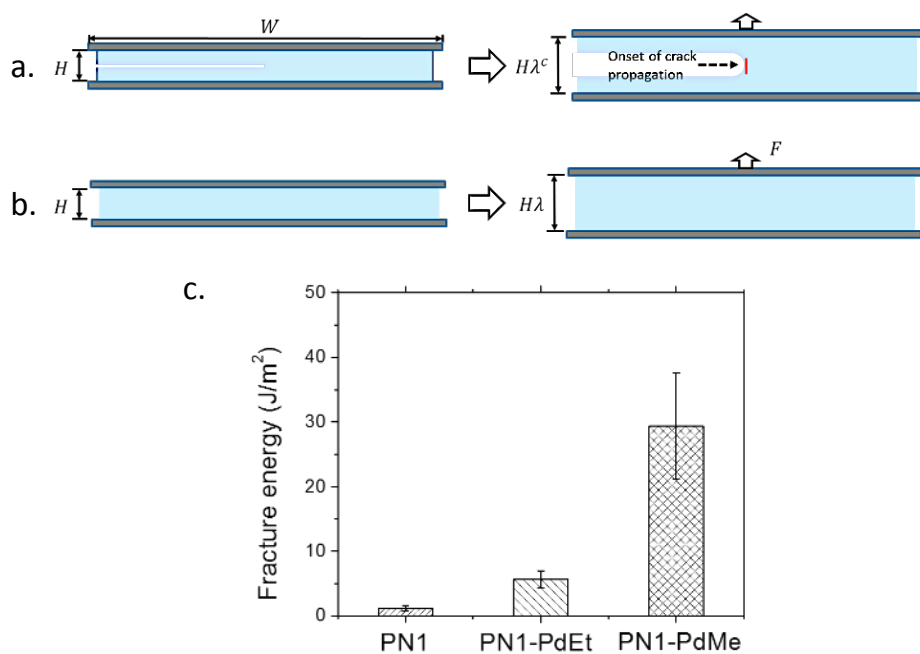 a.
W
H
Hλᶜ
Onset of crack
propagation
b.
H
Hλ
F
c.
Fracture energy (J/m²)
50
40
30
20
10
0
PN1 PN1-PdEt PN1-PdMe